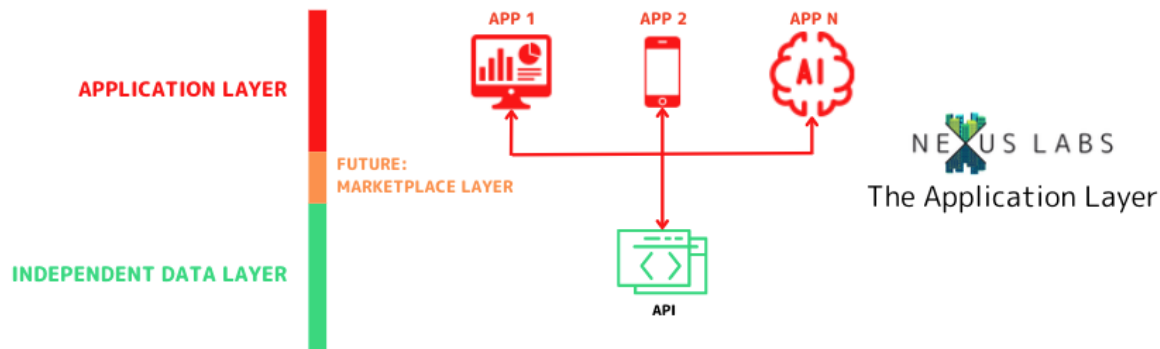 APP 1
APP 2
APP N
AI
APPLICATION LAYER
FUTURE:
MARKETPLACE LAYER
NEXUS LABS
The Application Layer
INDEPENDENT DATA LAYER
API